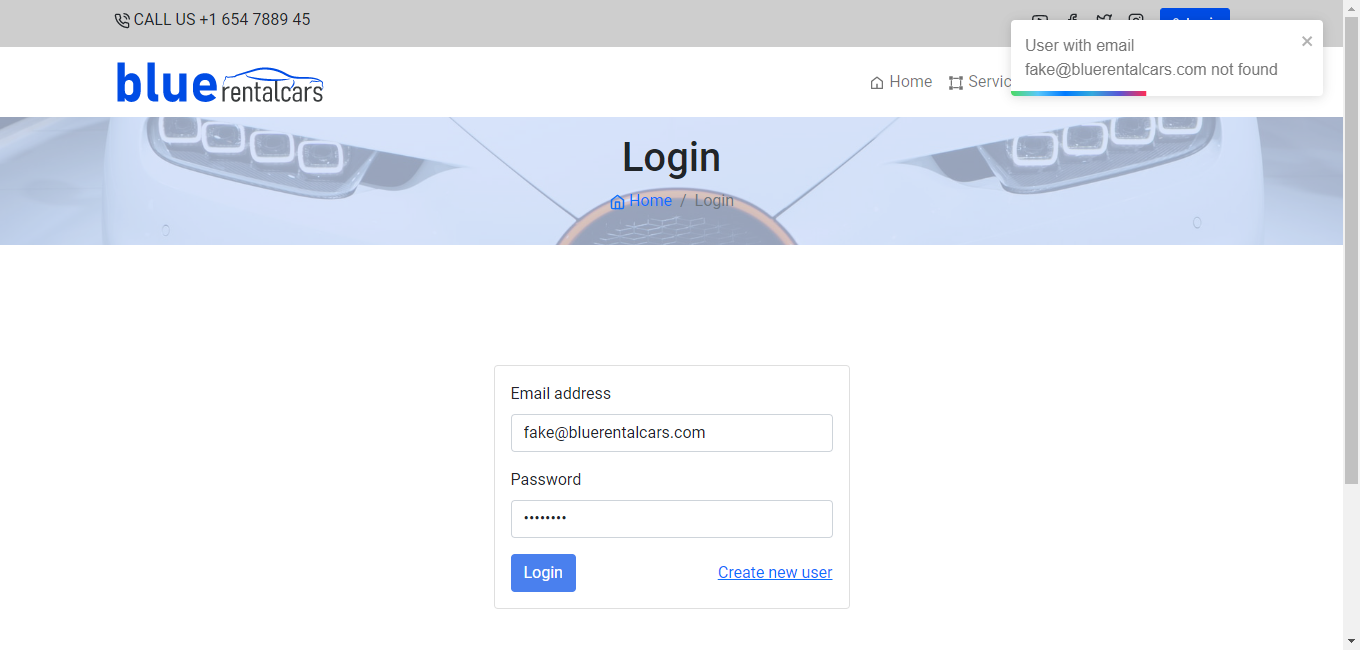 CALL US +1 654 7889 45
User with email
fake@bluerentalcars.com not found
blue rentalcars
Home
Login
Home / Login
Email address
fake@bluerentalcars.com
Password
Login
Create new user